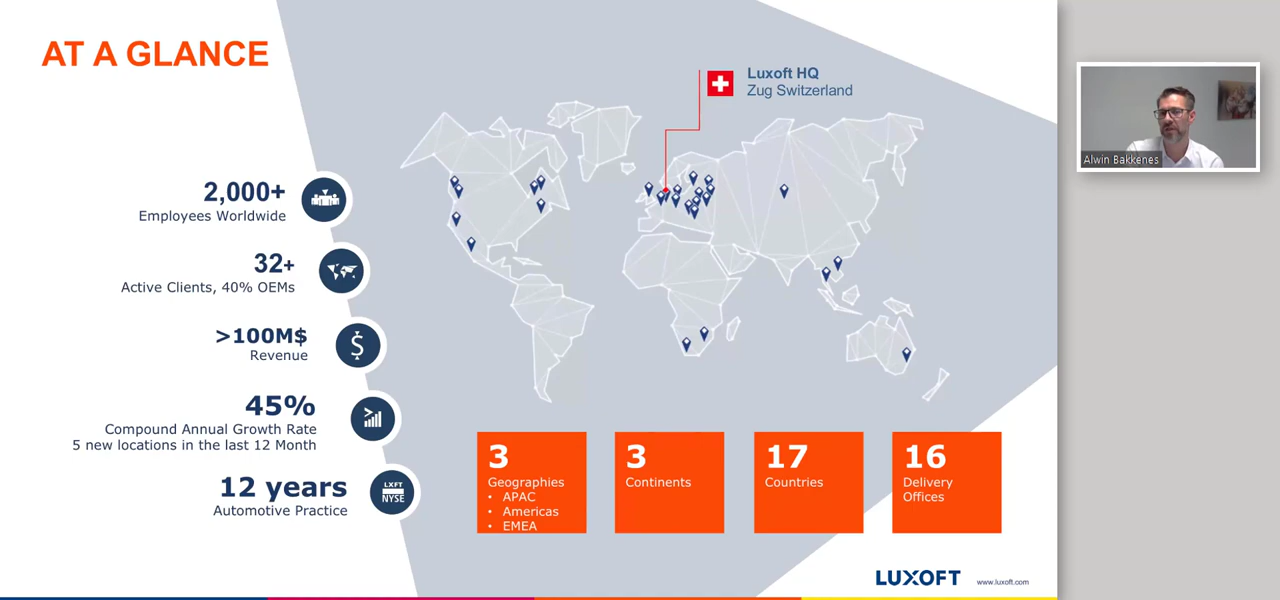 AT A GLANCE
Luxoft HQ
Zug Switzerland
2,000+
Employees Worldwide
32+
Active Clients, 40% OEMs
>100M$
Revenue
45%
Compound Annual Growth Rate
5 new locations in the last 12 Month
LXFT
NYSE
12 years
Automotive Practice
3
Geographies
• APAC
• Americas
• EMEA
3
Continents
17
Countries
16
Delivery
Offices
LUXOFT
www.luxoft.com
Alwin Bakkenes